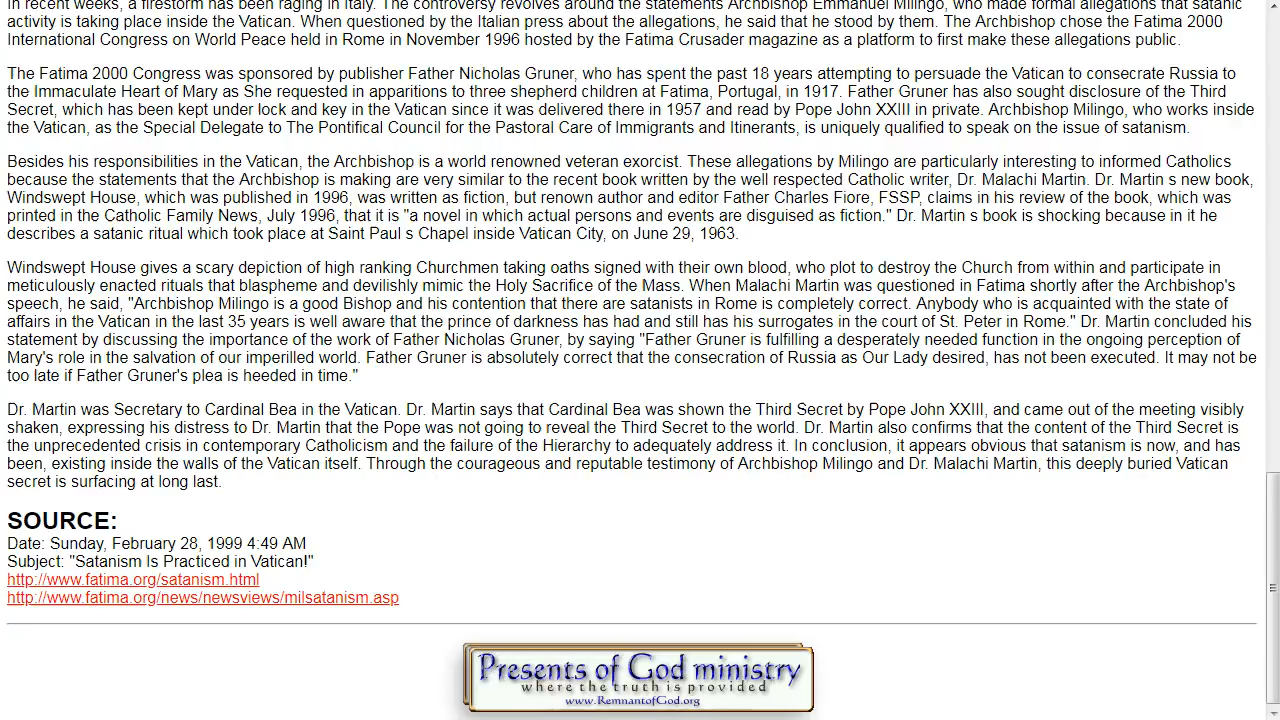 In recent weeks, a firestorm has been raging in Italy. The controversy revolves around the statements Archbishop Emmanuel Milingo, who made formal allegations that satanic
activity is taking place inside the Vatican. When questioned by the Italian press about the allegations, he said that he stood by them. The Archbishop chose the Fatima 2000
International Congress on World Peace held in Rome in November 1996 hosted by the Fatima Crusader magazine as a platform to first make these allegations public.
The Fatima 2000 Congress was sponsored by publisher Father Nicholas Gruner, who has spent the past 18 years attempting to persuade the Vatican to consecrate Russia to
the Immaculate Heart of Mary as She requested in apparitions to three shepherd children at Fatima, Portugal, in 1917. Father Gruner has also sought disclosure of the Third
Secret, which has been kept under lock and key in the Vatican since it was delivered there in 1957 and read by Pope John XXIII in private. Archbishop Milingo, who works inside
the Vatican, as the Special Delegate to The Pontifical Council for the Pastoral Care of Immigrants and Itinerants, is uniquely qualified to speak on the issue of satanism.
Besides his responsibilities in the Vatican, the Archbishop is a world renowned veteran exorcist. These allegations by Milingo are particularly interesting to informed Catholics
because the statements that the Archbishop is making are very similar to the recent book written by the well respected Catholic writer, Dr. Malachi Martin. Dr. Martin s new book,
Windswept House, which was published in 1996, was written as fiction, but renown author and editor Father Charles Fiore, FSSP, claims in his review of the book, which was
printed in the Catholic Family News, July 1996, that it is "a novel in which actual persons and events are disguised as fiction." Dr. Martin s book is shocking because in it he
describes a satanic ritual which took place at Saint Paul s Chapel inside Vatican City, on June 29, 1963.
Windswept House gives a scary depiction of high ranking Churchmen taking oaths signed with their own blood, who plot to destroy the Church from within and participate in
meticulously enacted rituals that blaspheme and devilishly mimic the Holy Sacrifice of the Mass. When Malachi Martin was questioned in Fatima shortly after the Archbishop's
speech, he said, "Archbishop Milingo is a good Bishop and his contention that there are satanists in Rome is completely correct. Anybody who is acquainted with the state of
affairs in the Vatican in the last 35 years is well aware that the prince of darkness has had and still has his surrogates in the court of St. Peter in Rome." Dr. Martin concluded his
statement by discussing the importance of the work of Father Nicholas Gruner, by saying "Father Gruner is fulfilling a desperately needed function in the ongoing perception of
Mary's role in the salvation of our imperilled world. Father Gruner is absolutely correct that the consecration of Russia as Our Lady desired, has not been executed. It may not be
too late if Father Gruner's plea is heeded in time."
Dr. Martin was Secretary to Cardinal Bea in the Vatican. Dr. Martin says that Cardinal Bea was shown the Third Secret by Pope John XXIII, and came out of the meeting visibly
shaken, expressing his distress to Dr. Martin that the Pope was not going to reveal the Third Secret to the world. Dr. Martin also confirms that the content of the Third Secret is
the unprecedented crisis in contemporary Catholicism and the failure of the Hierarchy to adequately address it. In conclusion, it appears obvious that satanism is now, and has
been, existing inside the walls of the Vatican itself. Through the courageous and reputable testimony of Archbishop Milingo and Dr. Malachi Martin, this deeply buried Vatican
secret is surfacing at long last.
SOURCE:
Date: Sunday, February 28, 1999 4:49 AM
Subject: "Satanism Is Practiced in Vatican!"
http://www.fatima.org/satanism.html
http://www.fatima.org/news/newsviews/milsatanism.asp
Presents of God ministry
where the truth is provided
www.RemnantofGod.org